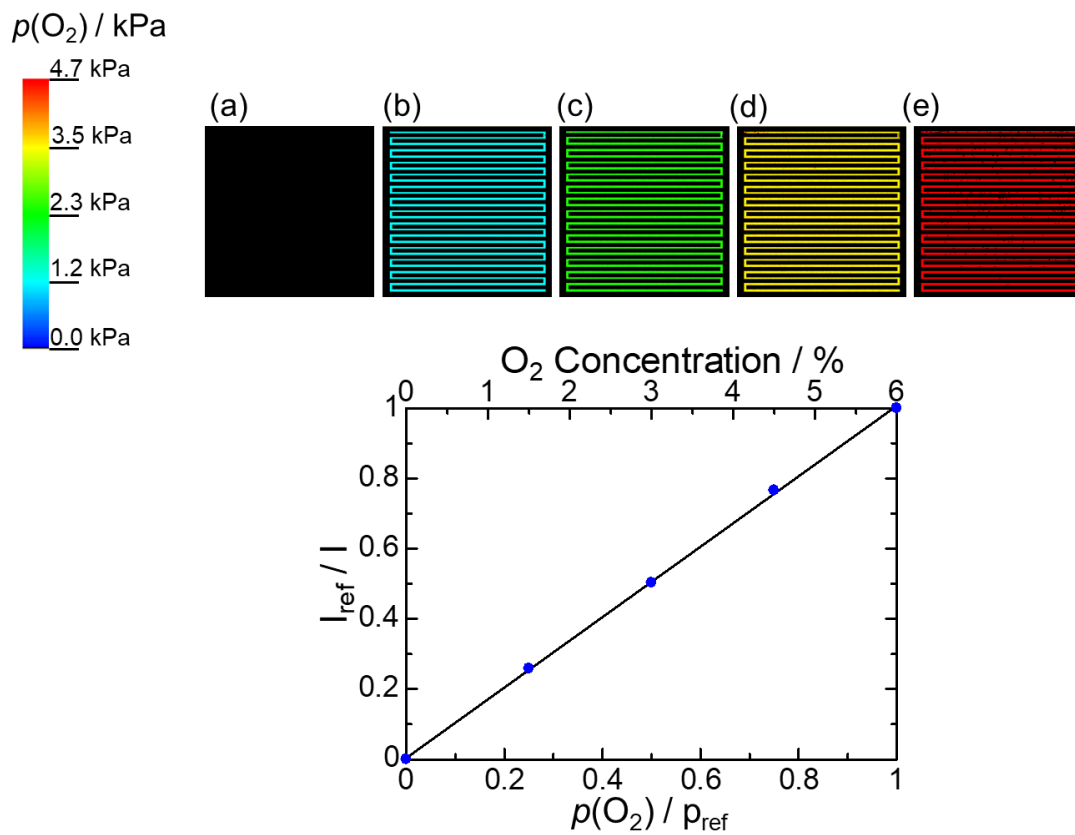 p(O₂) / kPa
4.7 kPa
3.5 kPa
2.3 kPa
1.2 kPa
0.0 kPa
(a) (b) (c) (d) (e)
O₂ Concentration / %
0 1 2 3 4 5 6
1
0.8
0.6
0.4
0.2
0
I_ref / I
0 0.2 0.4 0.6 0.8 1
p(O₂) / p_ref